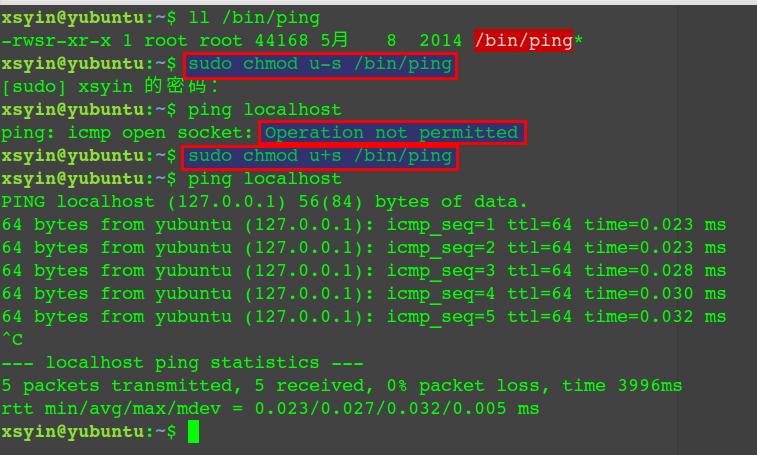 xsyin@yubuntu:~$ ll /bin/ping
-rwsr-xr-x 1 root root 44168 5月   8  2014 /bin/ping*
xsyin@yubuntu:~$ sudo chmod u-s /bin/ping
[sudo] xsyin 的密码：
xsyin@yubuntu:~$ ping localhost
ping: icmp open socket: Operation not permitted
xsyin@yubuntu:~$ sudo chmod u+s /bin/ping
xsyin@yubuntu:~$ ping localhost
PING localhost (127.0.0.1) 56(84) bytes of data.
64 bytes from yubuntu (127.0.0.1): icmp_seq=1 ttl=64 time=0.023 ms
64 bytes from yubuntu (127.0.0.1): icmp_seq=2 ttl=64 time=0.023 ms
64 bytes from yubuntu (127.0.0.1): icmp_seq=3 ttl=64 time=0.028 ms
64 bytes from yubuntu (127.0.0.1): icmp_seq=4 ttl=64 time=0.030 ms
64 bytes from yubuntu (127.0.0.1): icmp_seq=5 ttl=64 time=0.032 ms
^C
--- localhost ping statistics ---
5 packets transmitted, 5 received, 0% packet loss, time 3996ms
rtt min/avg/max/mdev = 0.023/0.027/0.032/0.005 ms
xsyin@yubuntu:~$